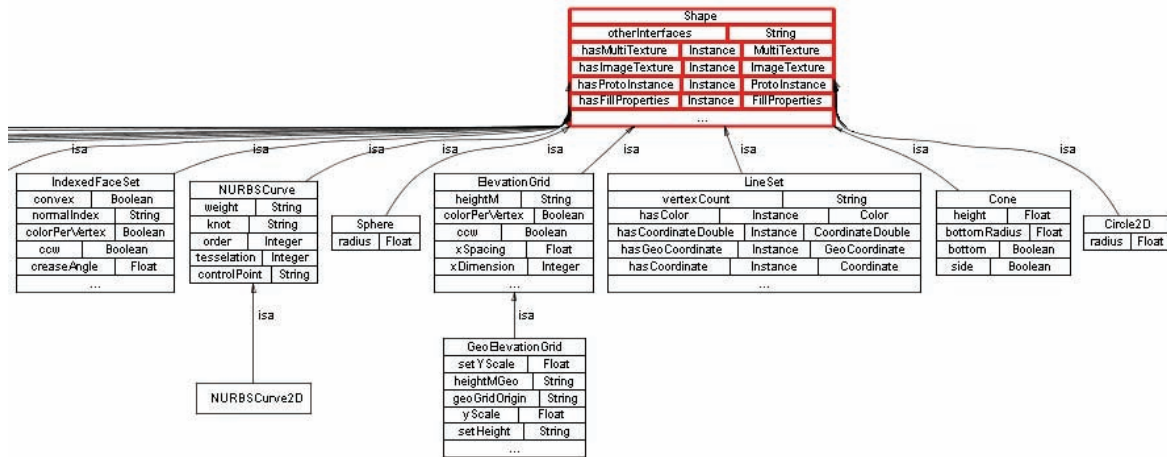 Shape
otherInterfaces String
hasMultiTexture Instance MultiTexture
hasImageTexture Instance ImageTexture
hasProtoInstance Instance ProtoInstance
hasFillProperties Instance FillProperties
...
isa isa isa isa isa isa isa isa
IndexedFaceSet
convex Boolean
normalIndex String
colorPerVertex Boolean
ccw Boolean
creaseAngle Float
...
NURBSCurve
weight String
knot String
order Integer
tesselation Integer
controlPoint String
Sphere
radius Float
ElevationGrid
heightM String
colorPerVertex Boolean
ccw Boolean
xSpacing Float
xDimension Integer
...
LineSet
vertexCount String
hasColor Instance Color
hasCoordinateDouble Instance CoordinateDouble
hasGeoCoordinate Instance GeoCoordinate
hasCoordinate Instance Coordinate
...
Cone
height Float
bottomRadius Float
bottom Boolean
side Boolean
Circle2D
radius Float
isa
isa
NURBSCurve2D
GeoElevationGrid
setYScale Float
heightMGeo String
geoGridOrigin String
yScale Float
setHeight String
...